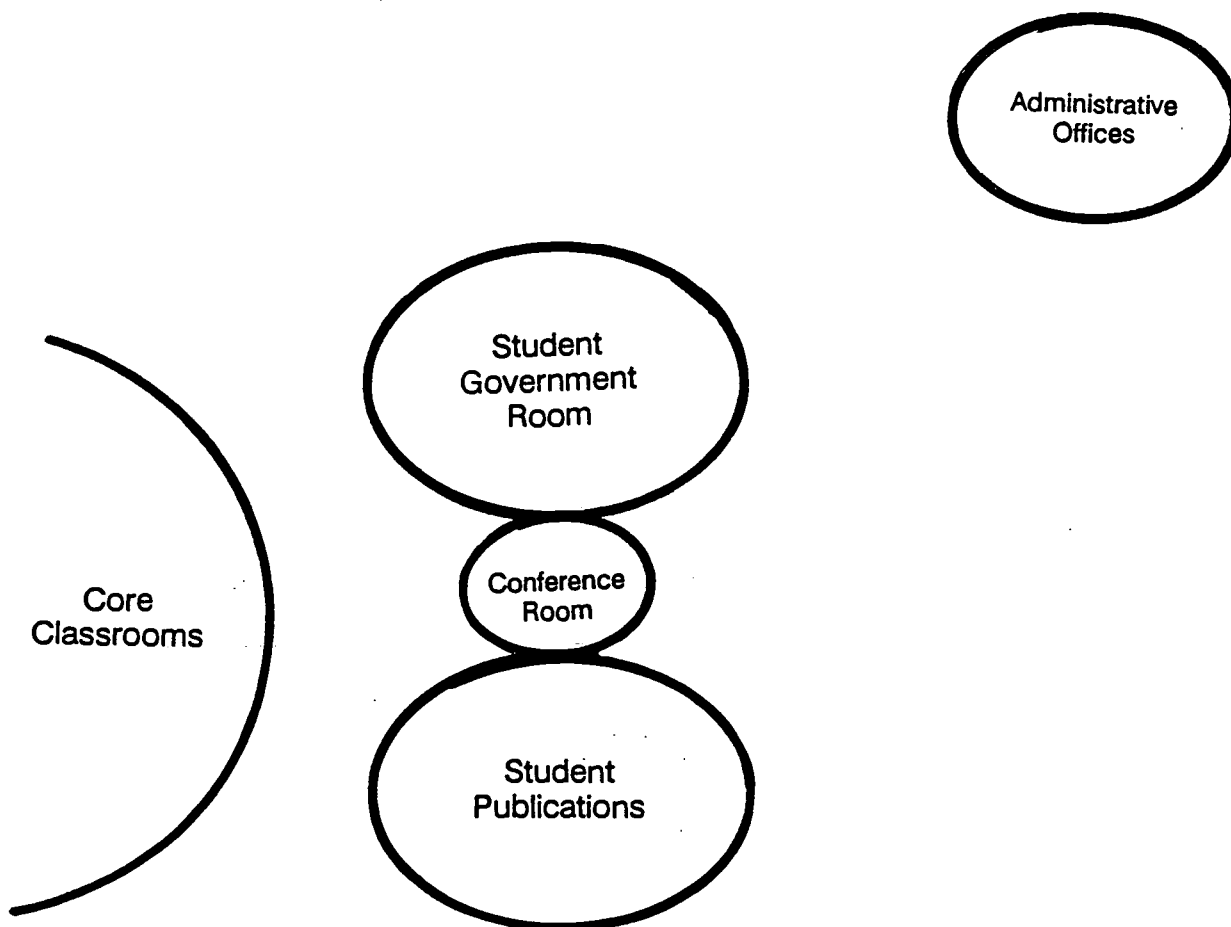 Administrative
Offices
Student
Government
Room
Conference
Room
Core
Classrooms
Student
Publications